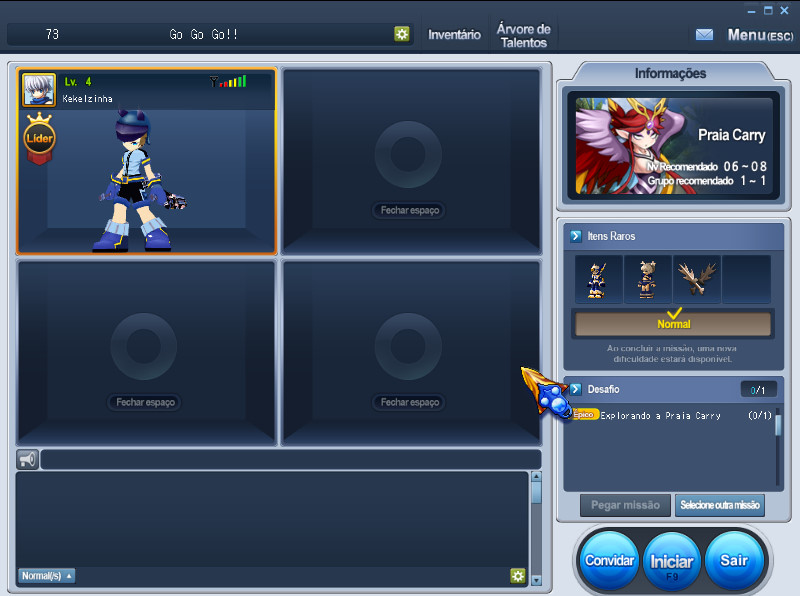 73 Go Go Go!! Inventário Árvore de Talentos Menu(ESC)
Lv. 4
Kekelzinha
Líder
Fechar espaço
Fechar espaço
Fechar espaço
Normal(s)
Informações
Praia Carry
Nv Recomendado 06 ~ 08
Grupo recomendado 1 ~ 1
Itens Raros
Normal
Ao concluir a missão, uma nova
dificuldade estará disponível.
Desafio 0/1
Épico Explorando a Praia Carry (0/1)
Pegar missão Selecione outra missão
Convidar Iniciar F9 Sair